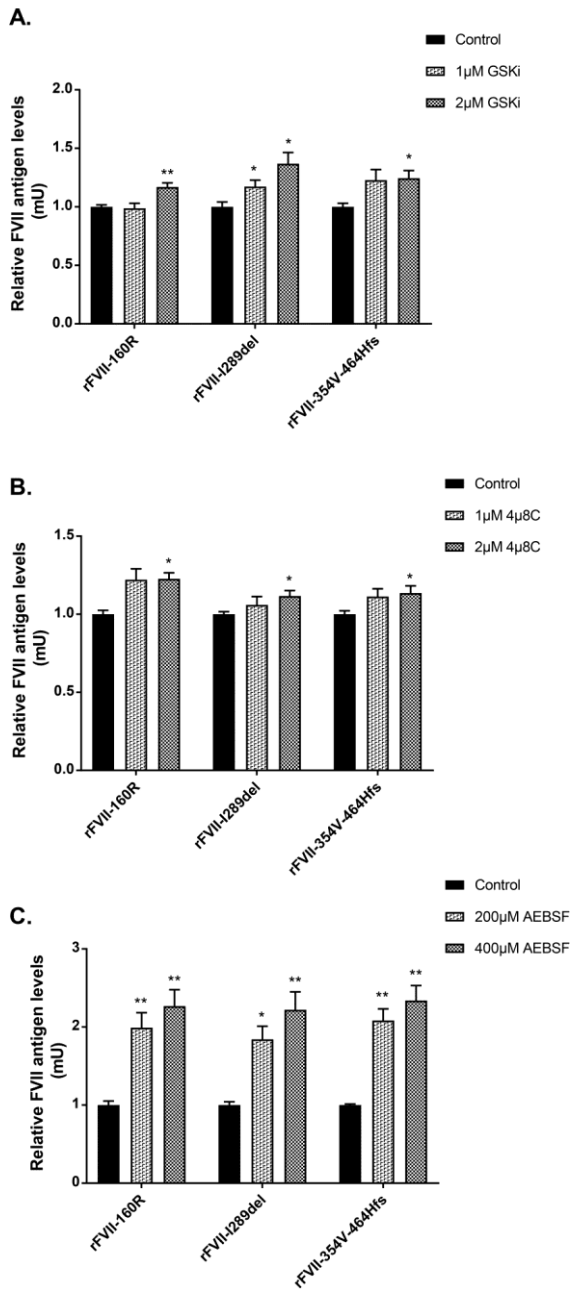 A.
Control
1µM GSKi
2µM GSKi
Relative FVII antigen levels
(mU)
2.0
1.5
1.0
0.5
0.0
**
*
*
*
rFVII-160R
rFVII-I289del
rFVII-354V-464Hfs
B.
Control
1µM 4µ8C
2µM 4µ8C
Relative FVII antigen levels
(mU)
1.5
1.0
0.5
0.0
*
*
*
rFVII-160R
rFVII-I289del
rFVII-354V-464Hfs
C.
Control
200µM AEBSF
400µM AEBSF
Relative FVII antigen levels
(mU)
3
2
1
0
**
**
*
**
**
**
rFVII-160R
rFVII-I289del
rFVII-354V-464Hfs